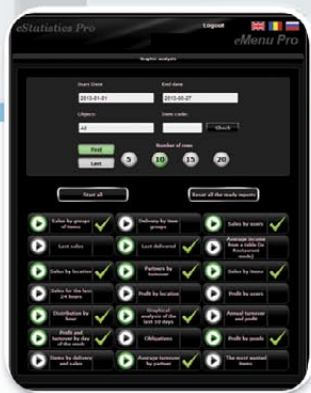 eStatistics Pro
Logout
eMenu Pro
Graphic analysis
Start Date
End date
2013-01-01
2013-06-27
Objects:
Item code:
All
Check
First
Number of rows
Last
5
10
15
20
Start all
Reset all the ready reports
Sales by groups
of items
Delivery by item
groups
Sales by users
Last sales
Last delivered
Average income
from a table (in
Restaurant
mode)
Sales by location
Partners by
turnover
Sales by items
Sales for the last
24 hours
Profit by location
Profit by users
Distribution by
hour
Graphical
analysis of the
last 30 days
Annual turnover
and profit
Profit and
turnover by day
of the week
Obligations
Profit by goods
Items by delivery
and sales
Average turnover
by partner
The most wanted
items